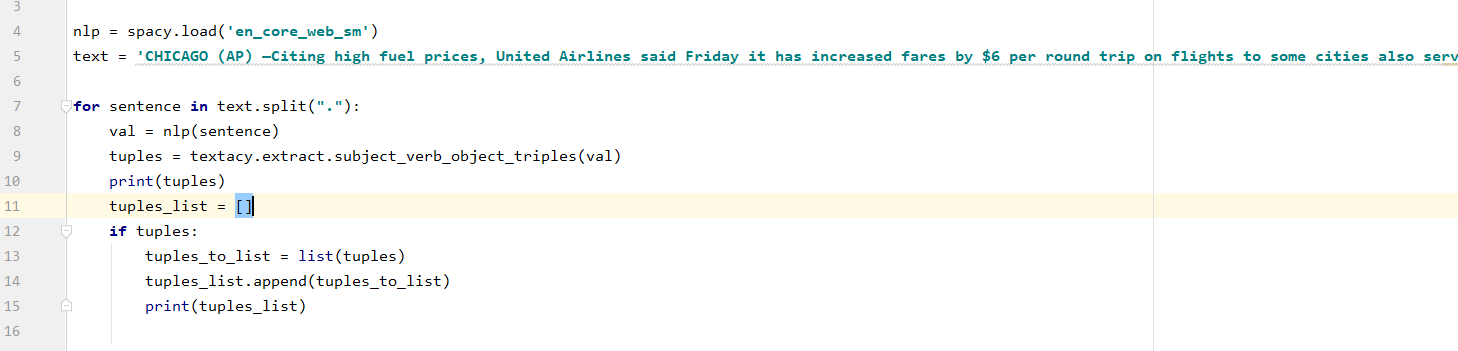 3
4 nlp = spacy.load('en_core_web_sm')
5 text = 'CHICAGO (AP) —Citing high fuel prices, United Airlines said Friday it has increased fares by $6 per round trip on flights to some cities also serv
6
7 for sentence in text.split("."):
8     val = nlp(sentence)
9     tuples = textacy.extract.subject_verb_object_triples(val)
10     print(tuples)
11     tuples_list = []
12     if tuples:
13         tuples_to_list = list(tuples)
14         tuples_list.append(tuples_to_list)
15         print(tuples_list)
16